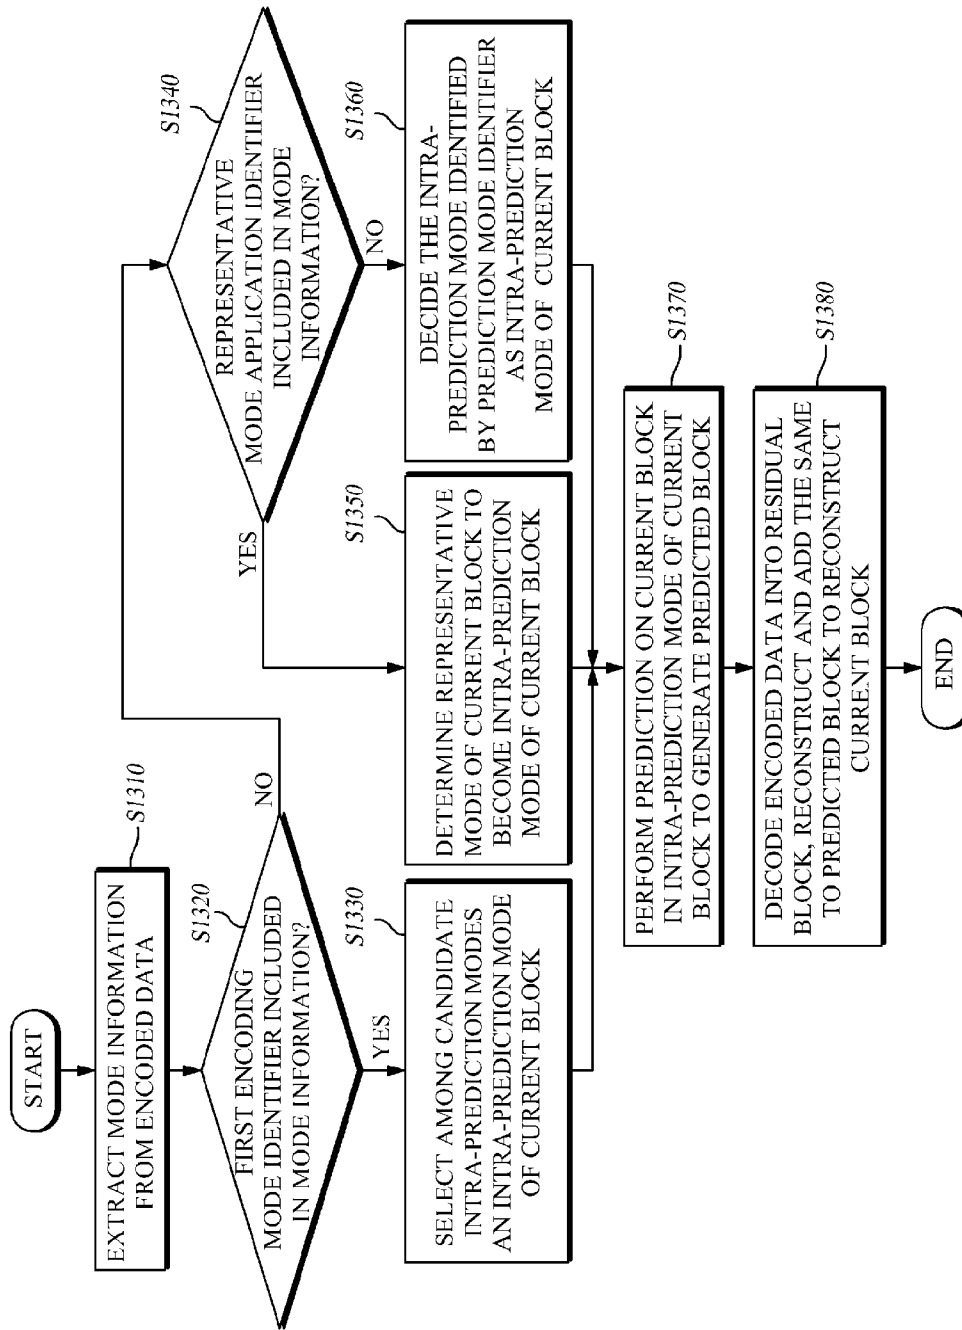 START
EXTRACT MODE INFORMATION
FROM ENCODED DATA
S1310
FIRST ENCODING
MODE IDENTIFIER INCLUDED
IN MODE INFORMATION?
S1320
NO
YES
SELECT AMONG CANDIDATE
INTRA-PREDICTION MODES
AN INTRA-PREDICTION MODE
OF CURRENT BLOCK
S1330
REPRESENTATIVE
MODE APPLICATION IDENTIFIER
INCLUDED IN MODE
INFORMATION?
S1340
YES
NO
DETERMINE REPRESENTATIVE
MODE OF CURRENT BLOCK TO
BECOME INTRA-PREDICTION
MODE OF CURRENT BLOCK
S1350
DECIDE THE INTRA-
PREDICTION MODE IDENTIFIED
BY PREDICTION MODE IDENTIFIER
AS INTRA-PREDICTION
MODE OF CURRENT BLOCK
S1360
PERFORM PREDICTION ON CURRENT BLOCK
IN INTRA-PREDICTION MODE OF CURRENT
BLOCK TO GENERATE PREDICTED BLOCK
S1370
DECODE ENCODED DATA INTO RESIDUAL
BLOCK, RECONSTRUCT AND ADD THE SAME
TO PREDICTED BLOCK TO RECONSTRUCT
CURRENT BLOCK
S1380
END